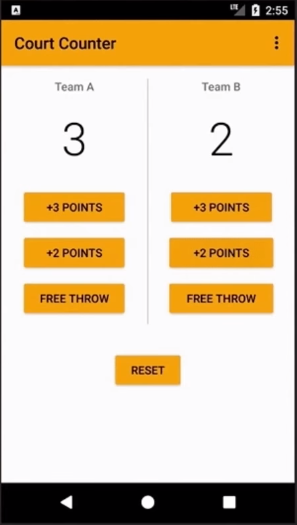 LTE 2:55
Court Counter
Team A
Team B
3
2
+3 POINTS
+3 POINTS
+2 POINTS
+2 POINTS
FREE THROW
FREE THROW
RESET